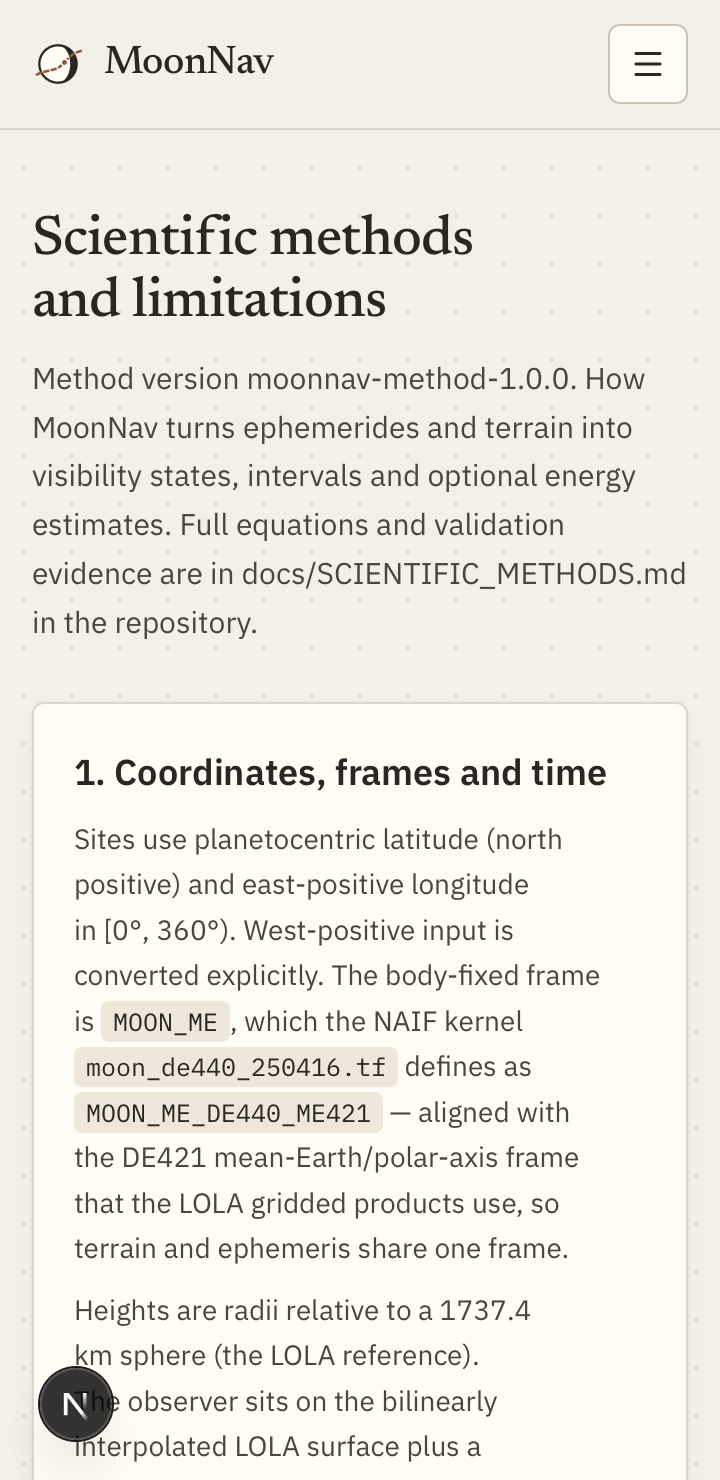 MoonNav
Scientific methods
and limitations
Method version moonnav-method-1.0.0. How
MoonNav turns ephemerides and terrain into
visibility states, intervals and optional energy
estimates. Full equations and validation
evidence are in docs/SCIENTIFIC_METHODS.md
in the repository.
1. Coordinates, frames and time
Sites use planetocentric latitude (north
positive) and east-positive longitude
in [0°, 360°). West-positive input is
converted explicitly. The body-fixed frame
is MOON_ME, which the NAIF kernel
moon_de440_250416.tf defines as
MOON_ME_DE440_ME421 — aligned with
the DE421 mean-Earth/polar-axis frame
that the LOLA gridded products use, so
terrain and ephemeris share one frame.
Heights are radii relative to a 1737.4
km sphere (the LOLA reference).
The observer sits on the bilinearly
interpolated LOLA surface plus a
N